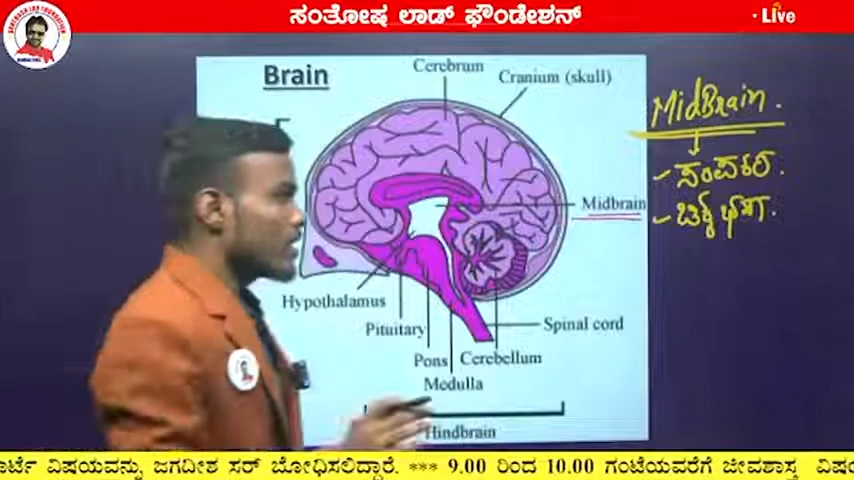 ಸಂತೋಷ ಲಾಡ್ ಫೌಂಡೇಶನ್
Live
Brain
Cerebrum
Cranium (skull)
MidBrain.
ಸಂಪರ್ಕ.
Midbrain
Hypothalamus
Pituitary
Spinal cord
Pons
Cerebellum
Medulla
Hindbrain
ವಿಷಯವನ್ನು ಜಗದೀಶ ಸರ್ ಬೋಧಿಸಲಿದ್ದಾರೆ. *** 9.00 ರಿಂದ 10.00 ಗಂಟೆಯವರೆಗೆ ಜೀವಶಾಸ್ತ್ರ